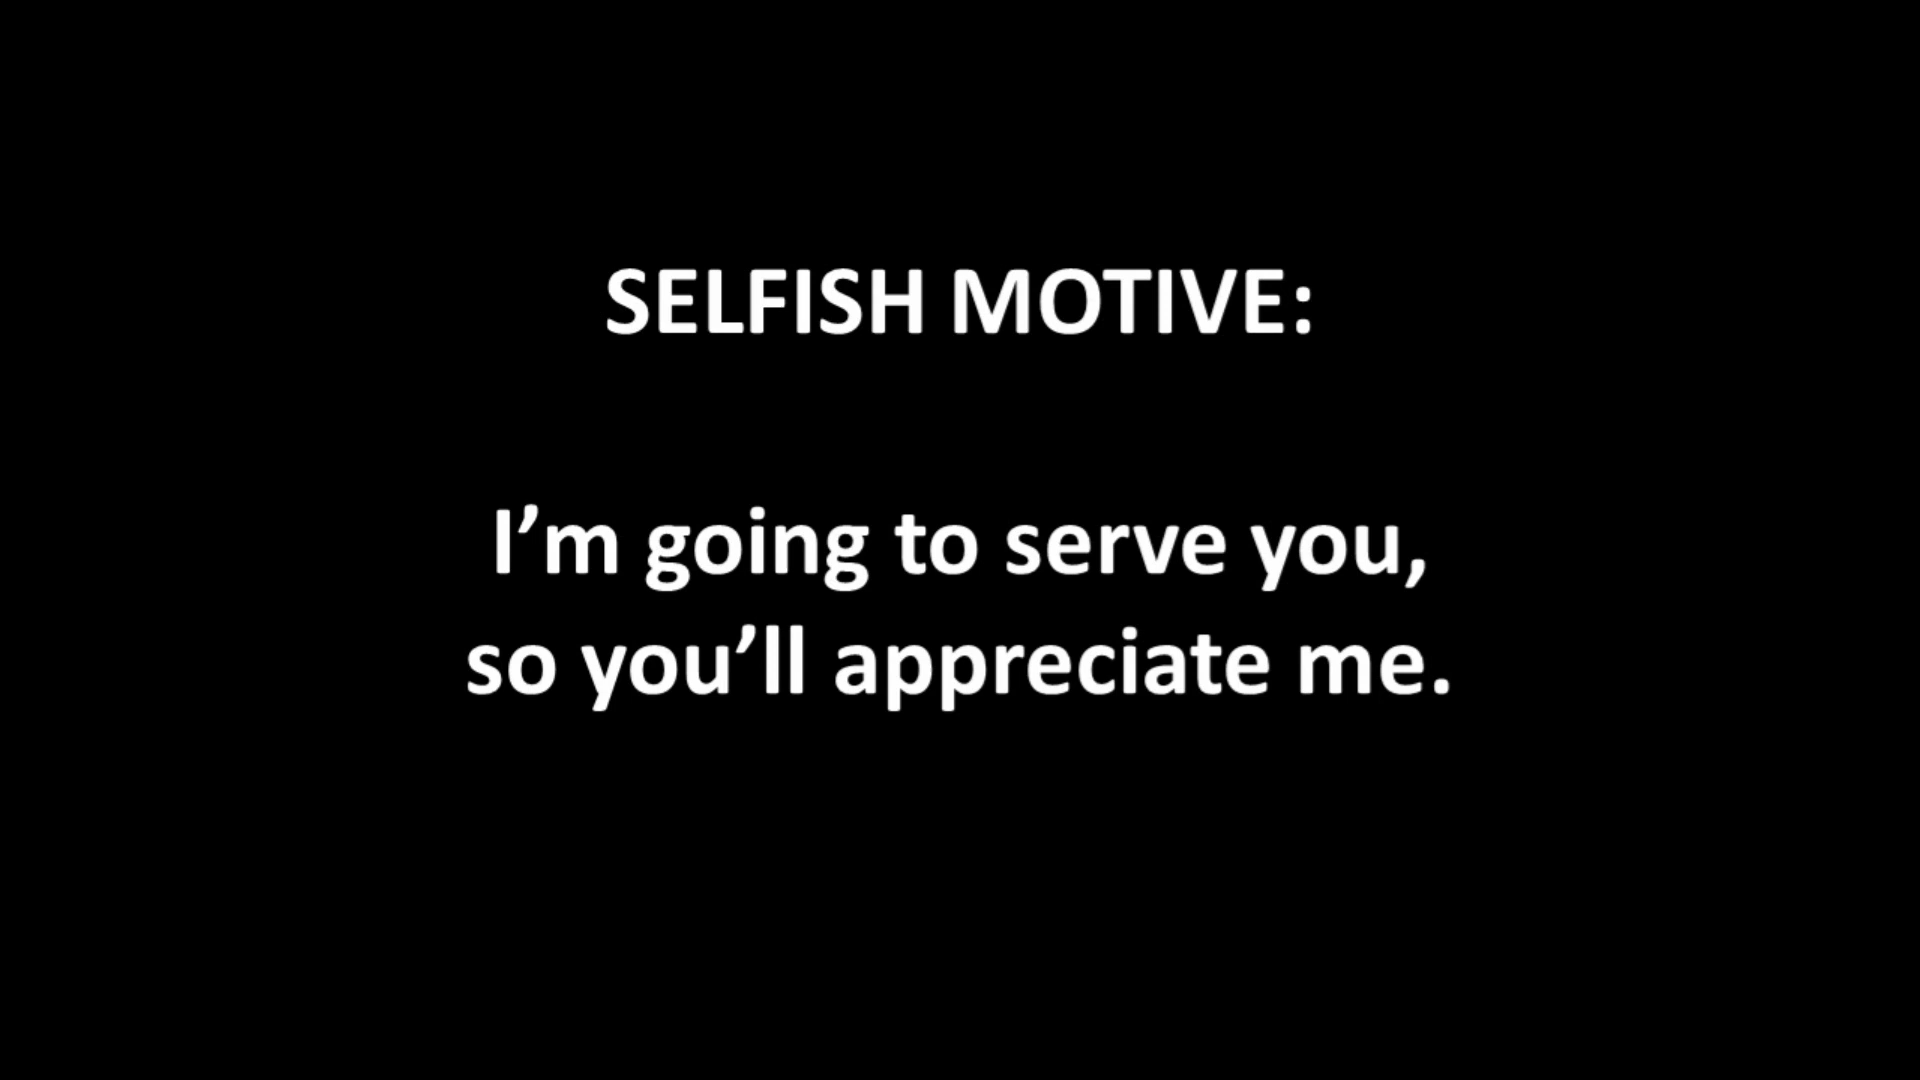 SELFISH MOTIVE:
I’m going to serve you,
so you’ll appreciate me.